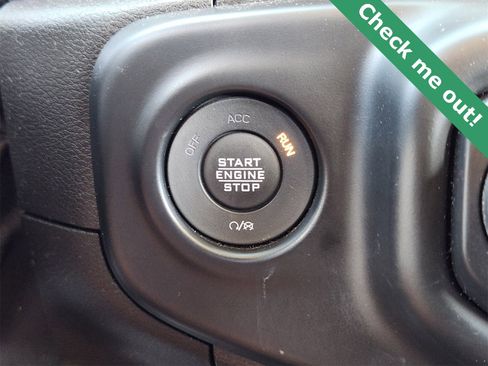 Check me out!
ACC
OFF
RUN
START
ENGINE
STOP